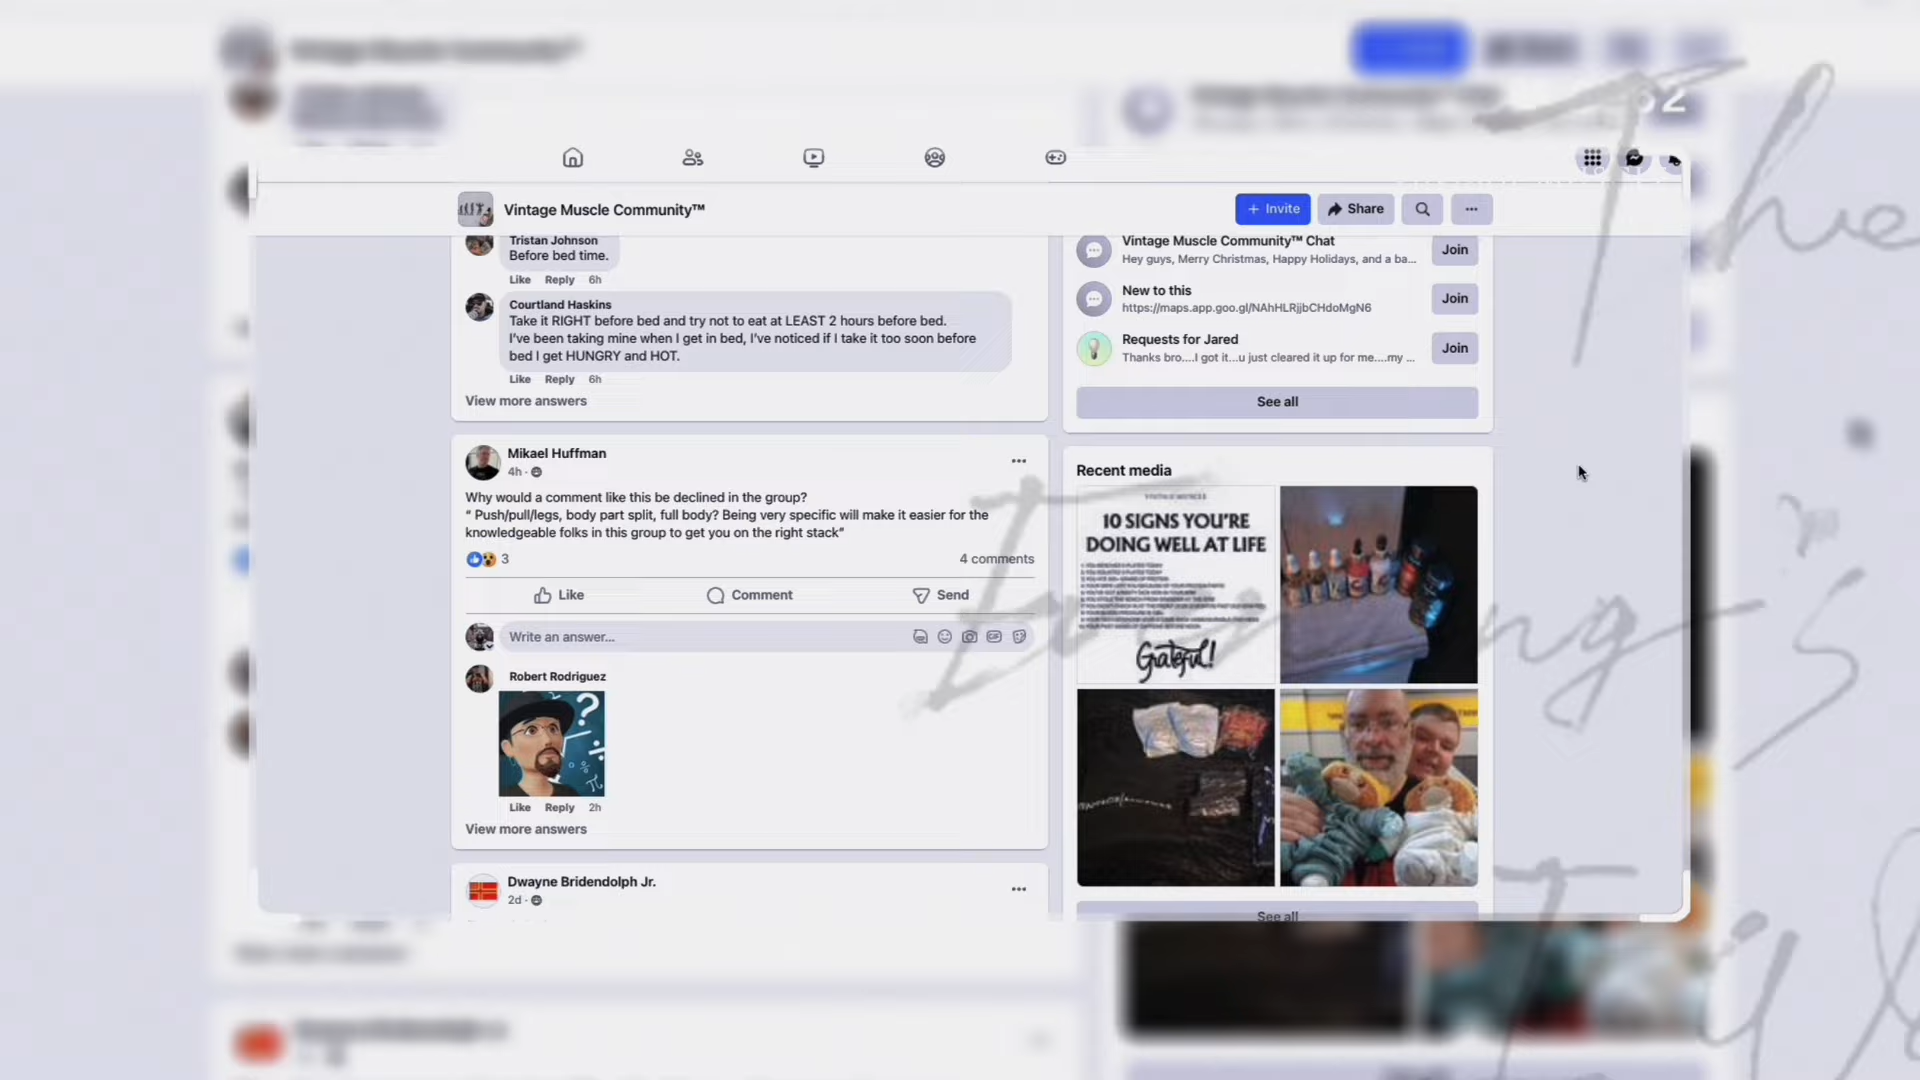 Vintage Muscle Community™
Invite
Share
Tristan Johnson
Before bed time.
Like Reply 6h
Courtland Haskins
Take it RIGHT before bed and try not to eat at LEAST 2 hours before bed.
I've been taking mine when I get in bed, I've noticed if I take it too soon before
bed I get HUNGRY and HOT.
Like Reply 6h
View more answers
Mikael Huffman
4h
Why would a comment like this be declined in the group?
“ Push/pull/legs, body part split, full body? Being very specific will make it easier for the
knowledgeable folks in this group to get you on the right stack”
3
4 comments
Like
Comment
Send
Write an answer...
Robert Rodriguez
?
Like Reply 2h
View more answers
Dwayne Bridendolph Jr.
2d
Vintage Muscle Community™ Chat
Hey guys, Merry Christmas, Happy Holidays, and a ba...
Join
New to this
https://maps.app.goo.gl/NAhHLRjjbCHdoMgN6
Join
Requests for Jared
Thanks bro....I got it...u just cleared it up for me....my ...
Join
See all
Recent media
10 SIGNS YOU'RE
DOING WELL AT LIFE
Grateful!
See all
The